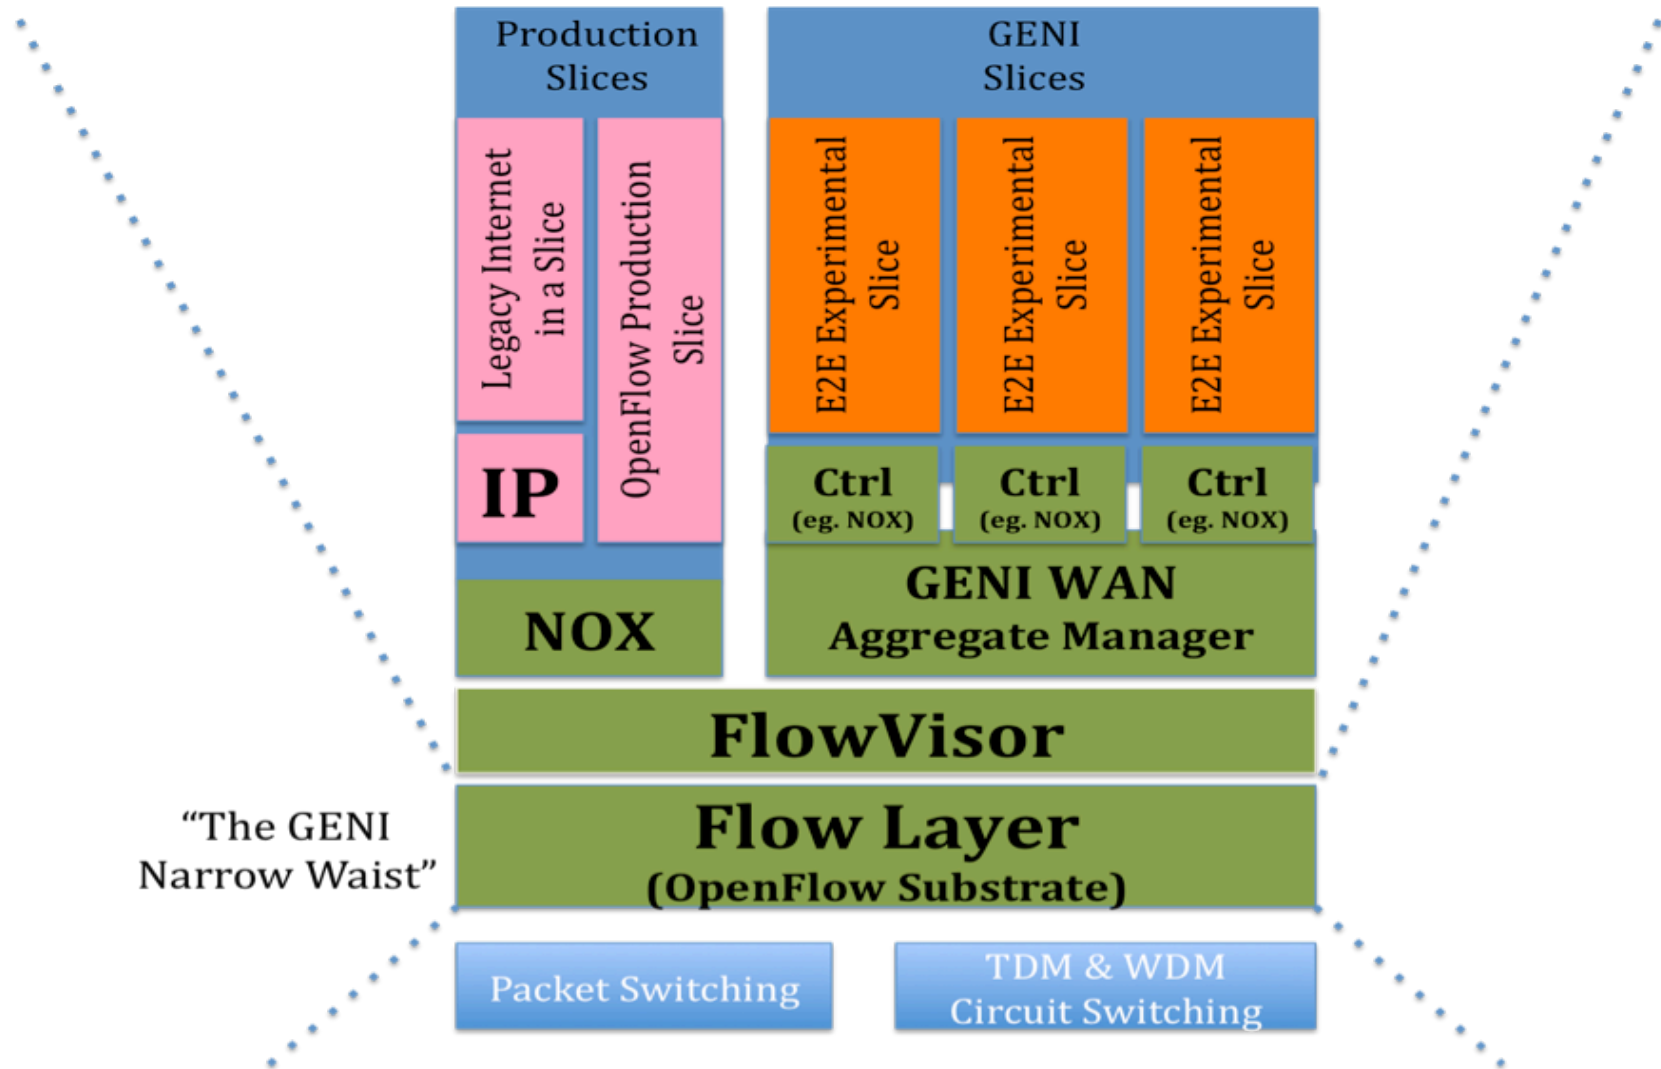 Production
Slices
GENI
Slices
Legacy Internet
in a Slice
OpenFlow Production
Slice
E2E Experimental
Slice
E2E Experimental
Slice
E2E Experimental
Slice
IP
Ctrl
(eg. NOX)
Ctrl
(eg. NOX)
Ctrl
(eg. NOX)
NOX
GENI WAN
Aggregate Manager
FlowVisor
“The GENI
Narrow Waist”
Flow Layer
(OpenFlow Substrate)
Packet Switching
TDM & WDM
Circuit Switching